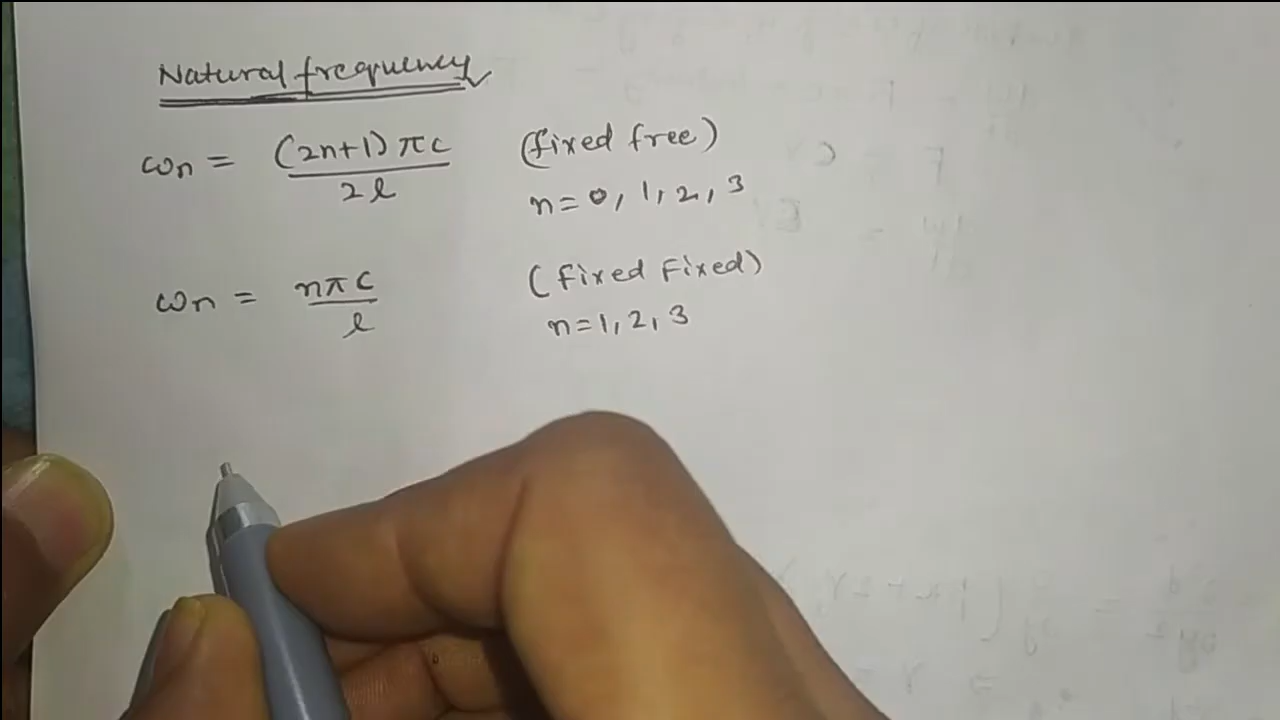 Natural frequency
ωn = (2n+1)πc / 2l (fixed free)
n = 0, 1, 2, 3
ωn = nπc / l (Fixed Fixed)
n = 1, 2, 3